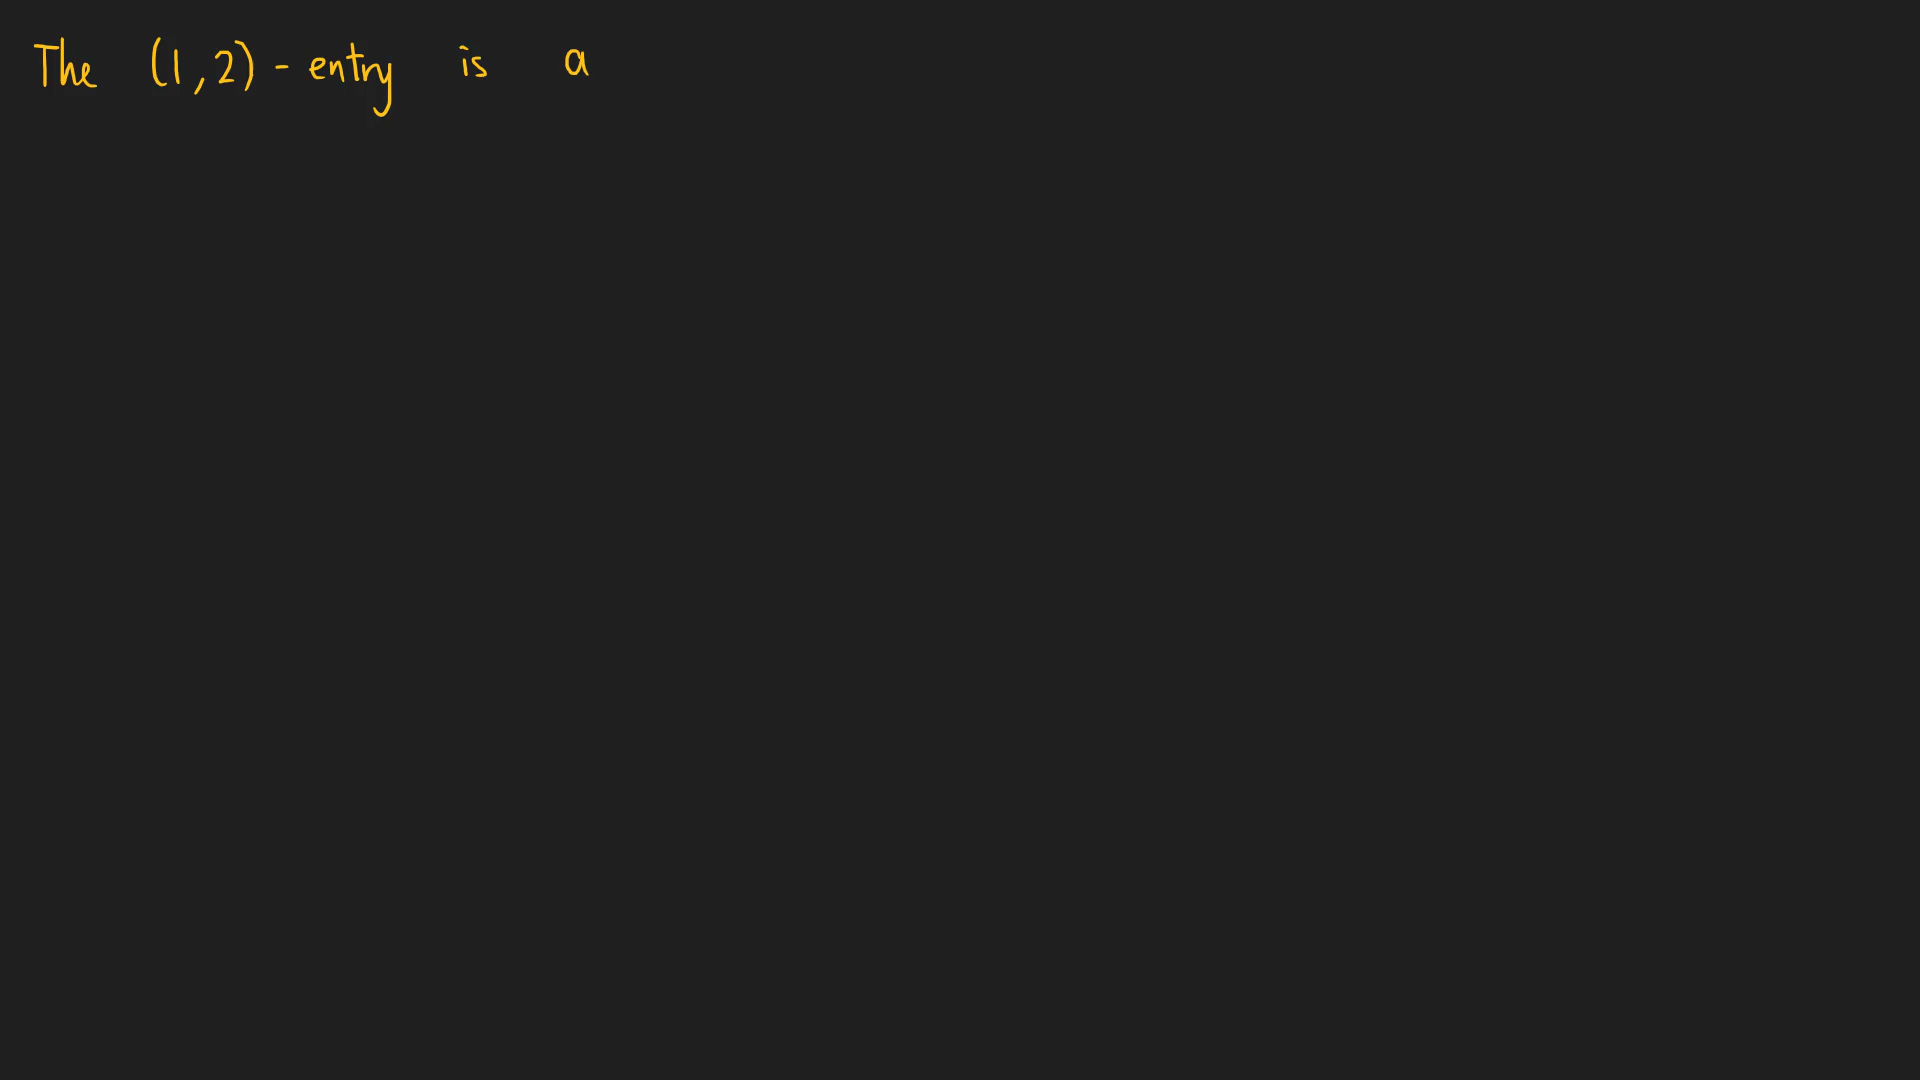 The (1,2)-entry is a